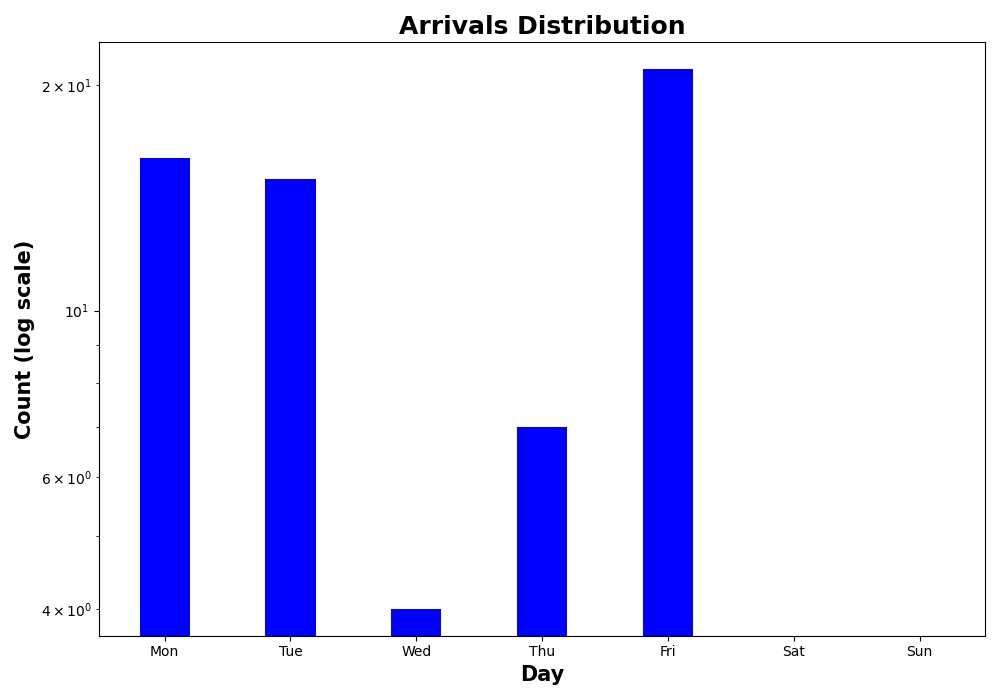 Arrivals Distribution
Count (log scale)
2 × 10¹
10¹
6 × 10⁰
4 × 10⁰
Mon Tue Wed Thu Fri Sat Sun
Day